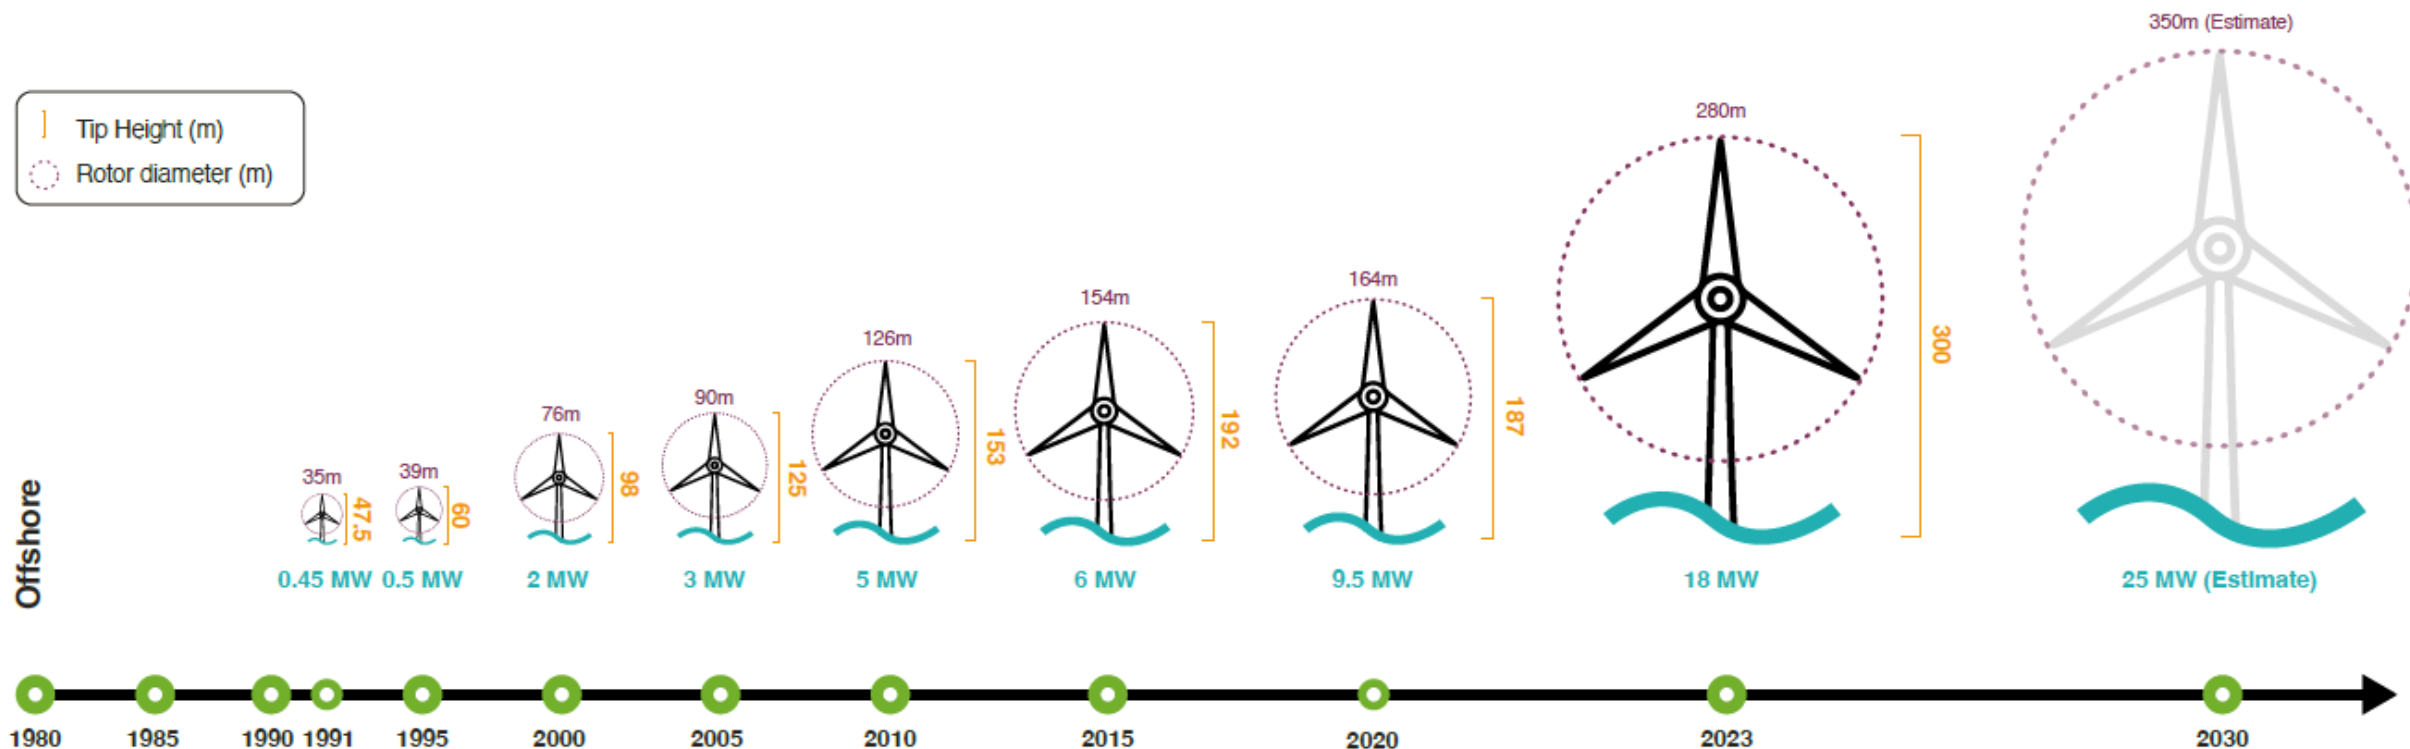 350m (Estimate)
Tip Height (m)
Rotor diameter (m)
280m
164m
154m
126m
90m
76m
39m
35m
47.5
60
98
125
153
192
187
300
Offshore
0.45 MW 0.5 MW 2 MW 3 MW 5 MW 6 MW 9.5 MW 18 MW 25 MW (Estimate)
1980 1985 1990 1991 1995 2000 2005 2010 2015 2020 2023 2030